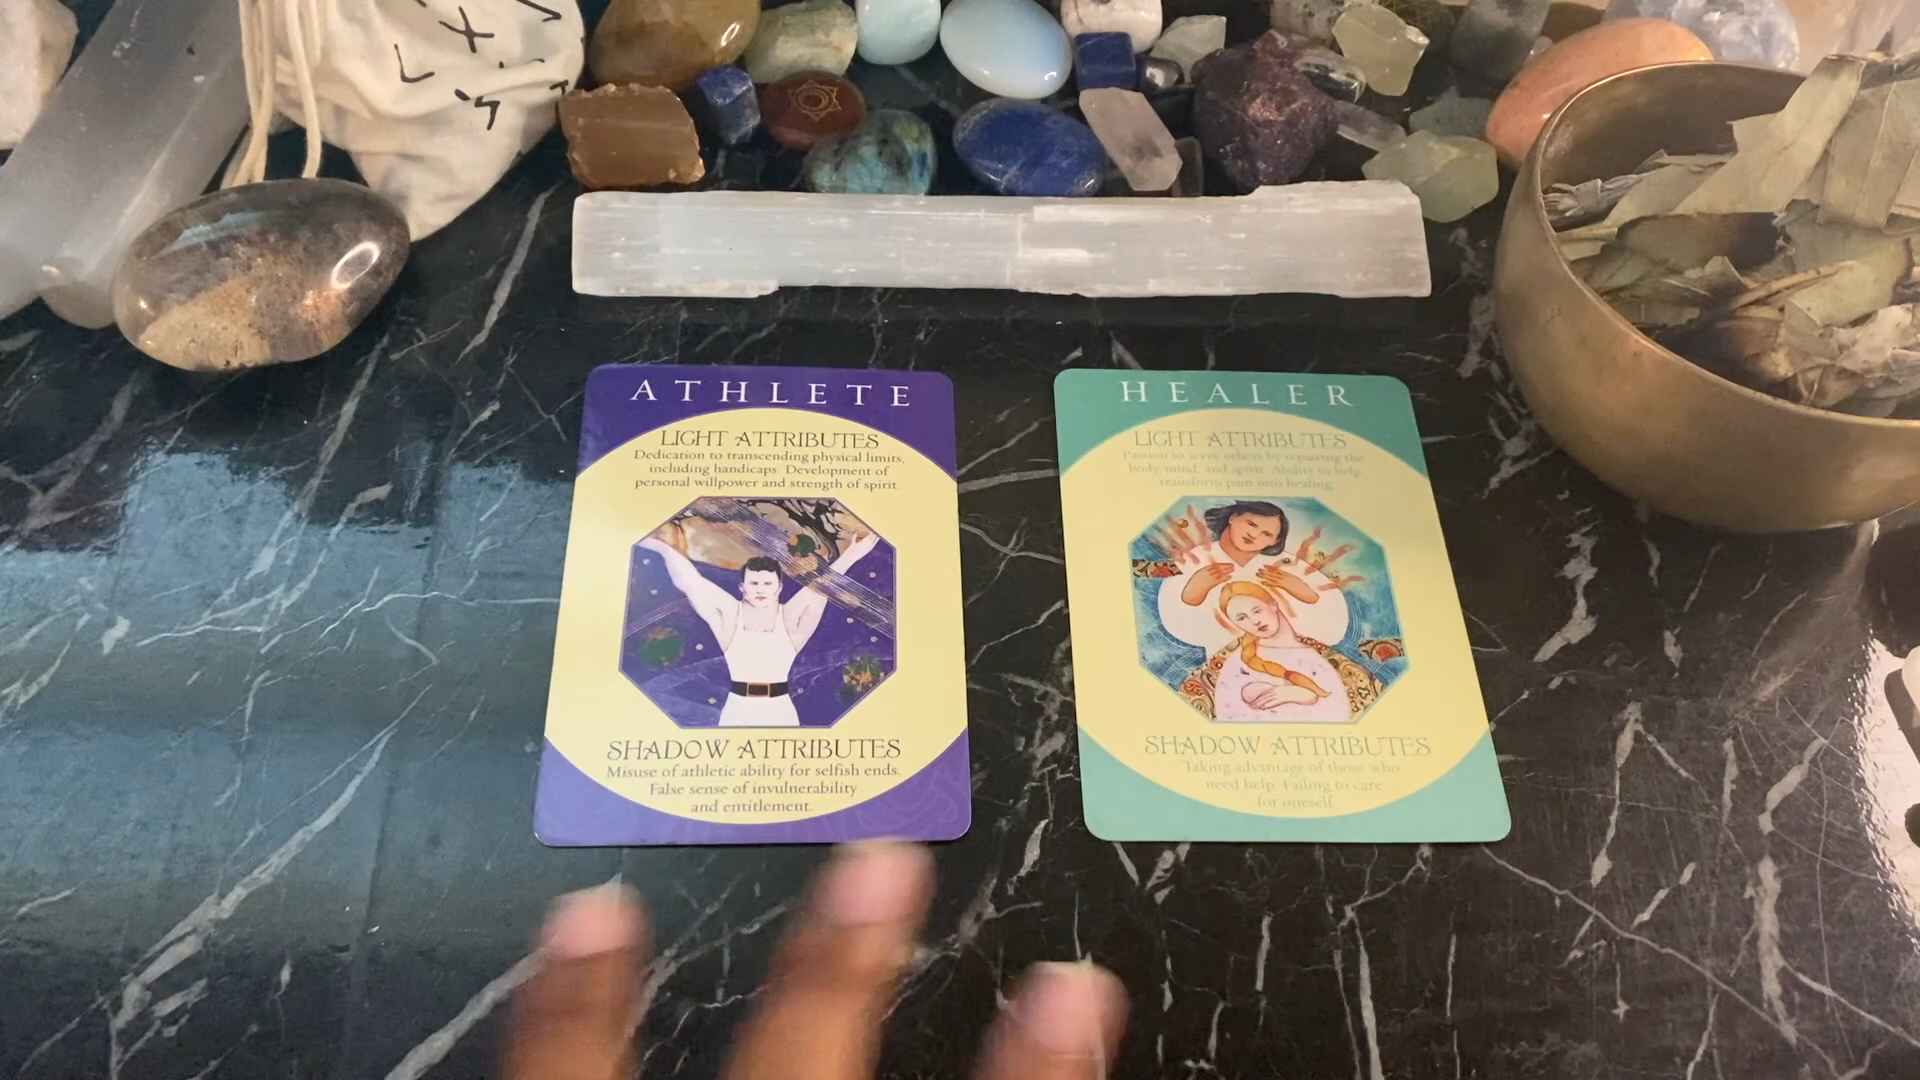 ATHLETE
LIGHT ATTRIBUTES
Dedication to transcending physical limits,
including handicaps. Development of
personal willpower and strength of spirit.
SHADOW ATTRIBUTES
Misuse of athletic ability for selfish ends.
False sense of invulnerability
and entitlement.
HEALER
LIGHT ATTRIBUTES
Passion to serve others by repairing the
body, mind, and spirit. Ability to help
transform pain into healing.
SHADOW ATTRIBUTES
Taking advantage of those who
need help. Failing to care
for oneself.